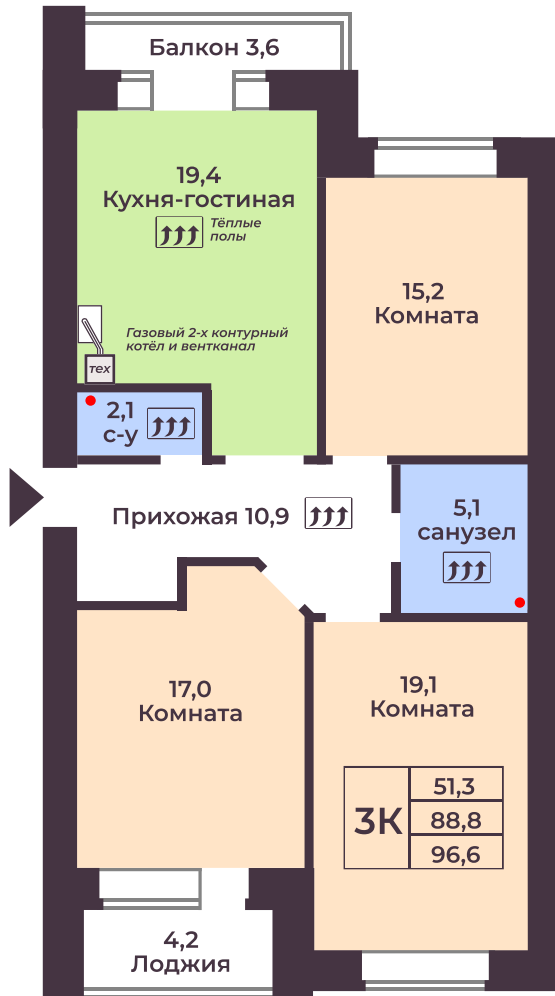 Балкон 3,6
19,4
Кухня-гостиная
Тёплые
полы
15,2
Комната
Газовый 2-х контурный
котёл и вентканал
тех
2,1
с-у
Прихожая 10,9
5,1
санузел
17,0
Комната
19,1
Комната
3К
51,3
88,8
96,6
4,2
Лоджия